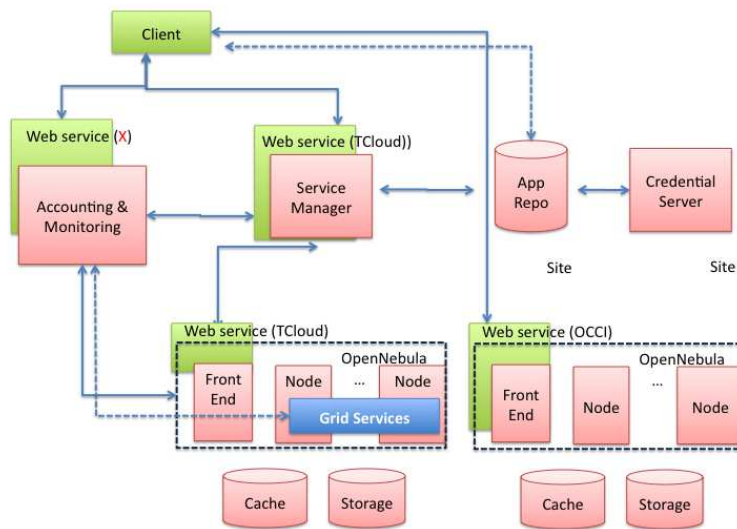 Client
Web service (X)
Accounting &
Monitoring
Web service (TCloud))
Service
Manager
App
Repo
Credential
Server
Site
Site
Web service (TCloud)
OpenNebula
Front
End
Node
...
Node
Grid Services
Web service (OCCI)
OpenNebula
Front
End
Node
...
Node
Cache
Storage
Cache
Storage